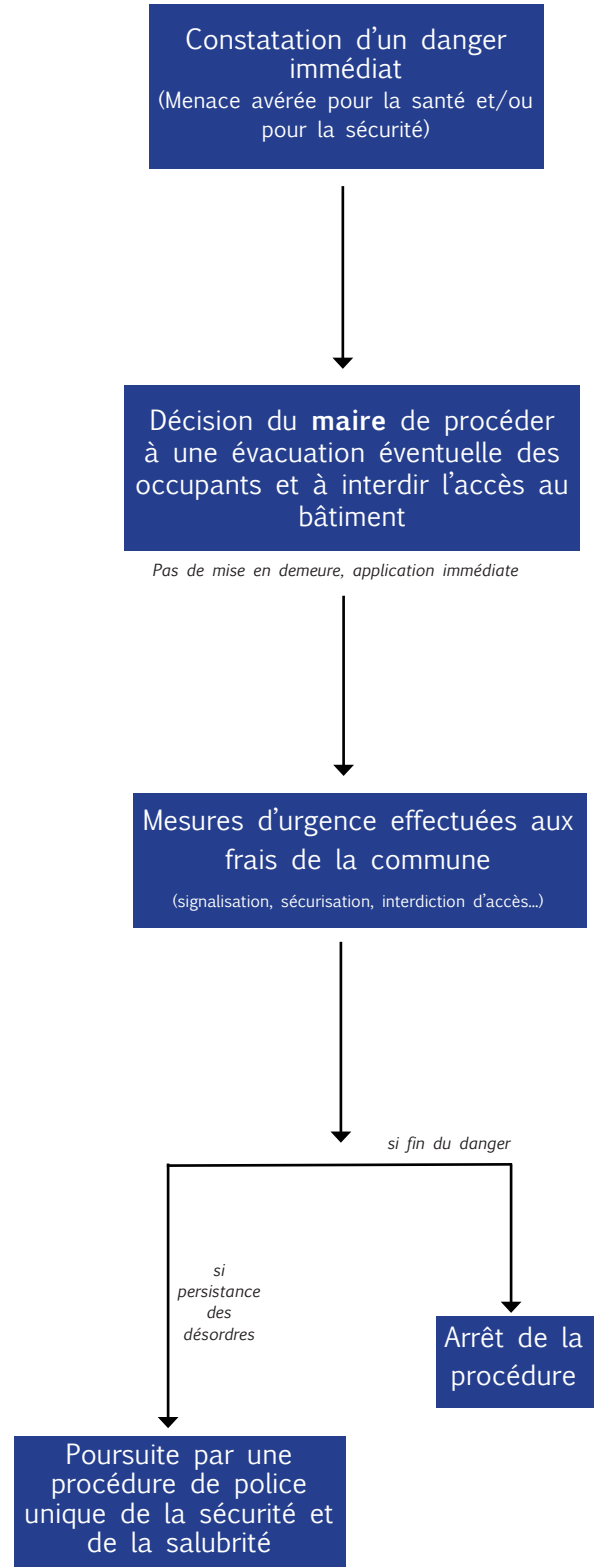 Constatation d’un danger
immédiat
(Menace avérée pour la santé et/ou
pour la sécurité)
Décision du maire de procéder
à une évacuation éventuelle des
occupants et à interdir l’accès au
bâtiment
Pas de mise en demeure, application immédiate
Mesures d’urgence effectuées aux
frais de la commune
(signalisation, sécurisation, interdiction d’accès...)
si fin du danger
si
persistance
des
désordres
Arrêt de la
procédure
Poursuite par une
procédure de police
unique de la sécurité et
de la salubrité